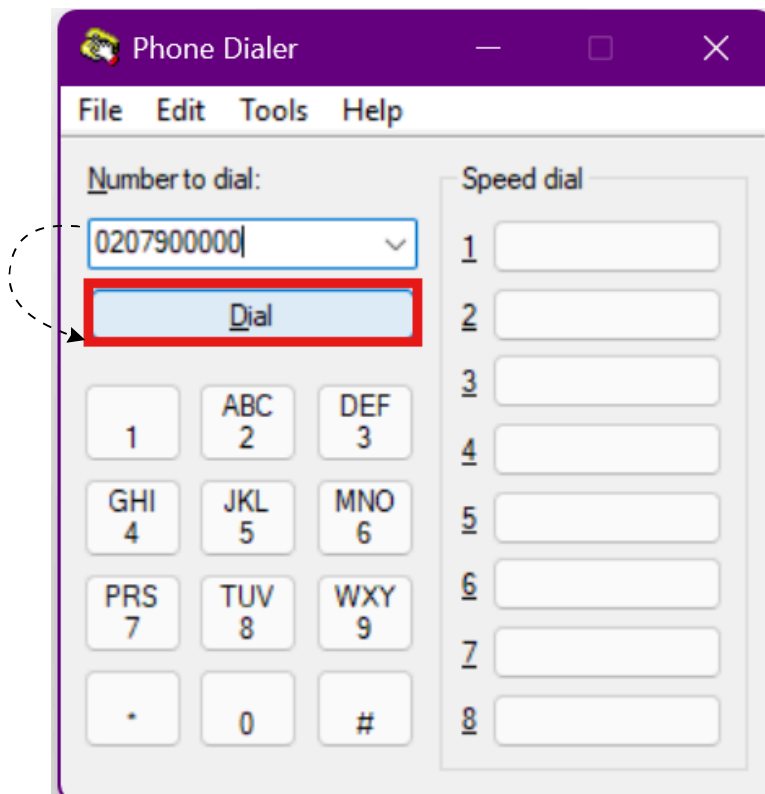 Phone Dialer
File Edit Tools Help
Number to dial:
0207900000
Dial
1
ABC
2
DEF
3
GHI
4
JKL
5
MNO
6
PRS
7
TUV
8
WXY
9
*
0
#
Speed dial
1
2
3
4
5
6
7
8